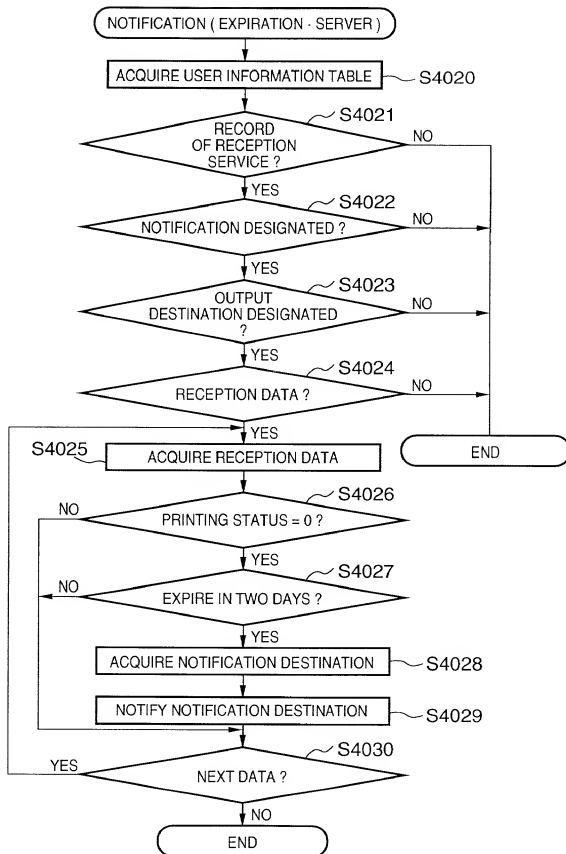 NOTIFICATION ( EXPIRATION - SERVER )
ACQUIRE USER INFORMATION TABLE
S4020
S4021
RECORD
OF RECEPTION
SERVICE ?
NO
YES
S4022
NOTIFICATION DESIGNATED ?
NO
YES
S4023
OUTPUT
DESTINATION DESIGNATED
?
NO
YES
S4024
RECEPTION DATA ?
NO
YES
END
S4025
ACQUIRE RECEPTION DATA
S4026
NO
PRINTING STATUS = 0 ?
YES
S4027
NO
EXPIRE IN TWO DAYS ?
YES
ACQUIRE NOTIFICATION DESTINATION
S4028
NOTIFY NOTIFICATION DESTINATION
S4029
S4030
YES
NEXT DATA ?
NO
END